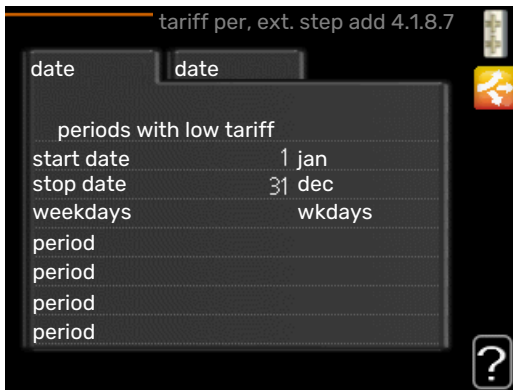 tariff per, ext. step add 4.1.8.7
date date
periods with low tariff
start date 1 jan
stop date 31 dec
weekdays wkdays
period
period
period
period
?